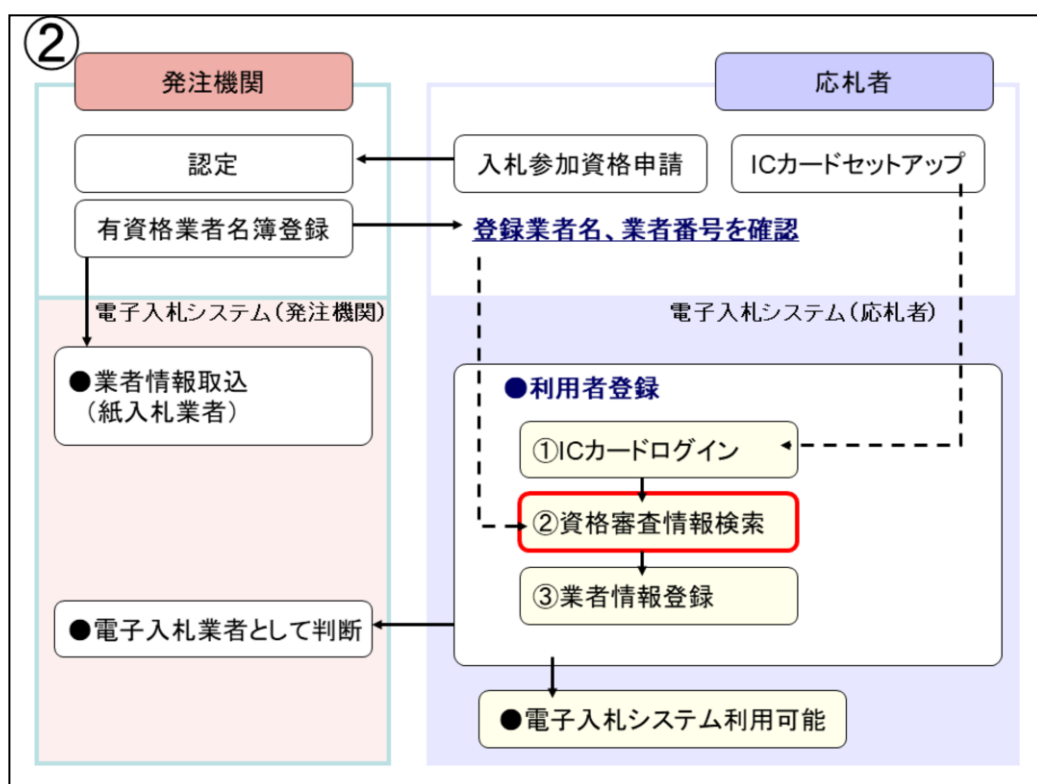 ②
発注機関
応札者
認定
入札参加資格申請
ICカードセットアップ
有資格業者名簿登録
登録業者名、業者番号を確認
電子入札システム(発注機関)
電子入札システム(応札者)
●業者情報取込
(紙入札業者)
●利用者登録
①ICカードログイン
②資格審査情報検索
③業者情報登録
●電子入札業者として判断
●電子入札システム利用可能